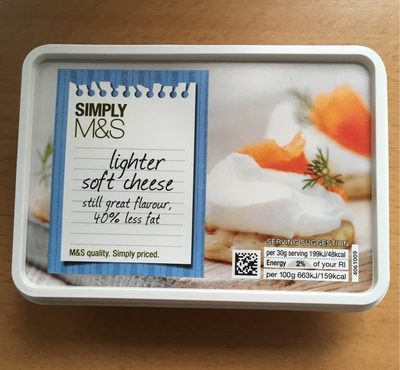 SIMPLY
M&S
lighter
soft cheese
still great flavour,
40% less fat
M&S quality. Simply priced.
SERVING SUGGESTION
per 30g serving 199kJ/48kcal
Energy 2% of your RI
per 100g 663kJ/159kcal
4061009